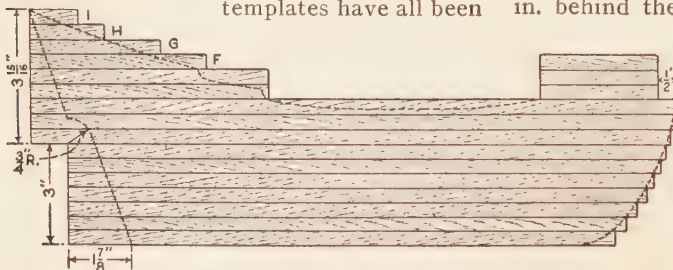 templates have all been in. behind the
I
H
G
F
3 15/16"
1/2"
3/4" R.
3"
1 7/8"